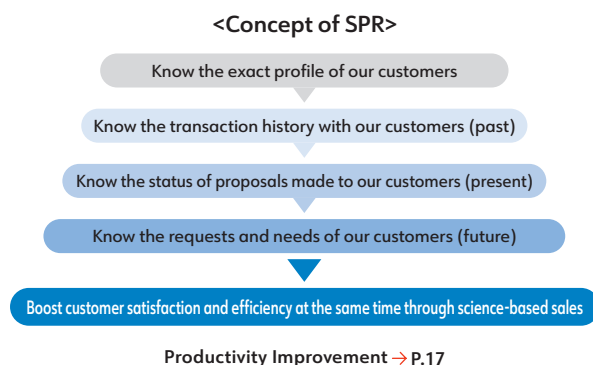 <Concept of SPR>
Know the exact profile of our customers
Know the transaction history with our customers (past)
Know the status of proposals made to our customers (present)
Know the requests and needs of our customers (future)
Boost customer satisfaction and efficiency at the same time through science-based sales
Productivity Improvement → P.17